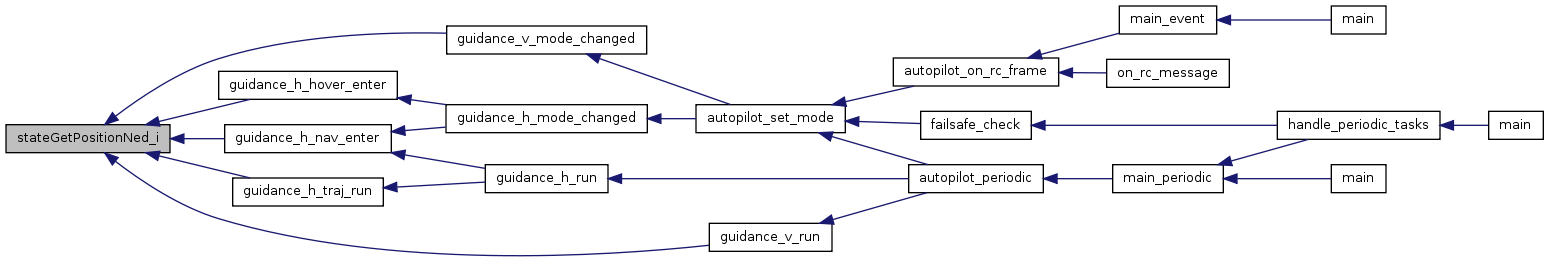 main_event
main
guidance_v_mode_changed
autopilot_on_rc_frame
on_rc_message
guidance_h_hover_enter
guidance_h_mode_changed
autopilot_set_mode
failsafe_check
handle_periodic_tasks
main
stateGetPositionNed_i
guidance_h_nav_enter
guidance_h_run
autopilot_periodic
main_periodic
main
guidance_h_traj_run
guidance_v_run